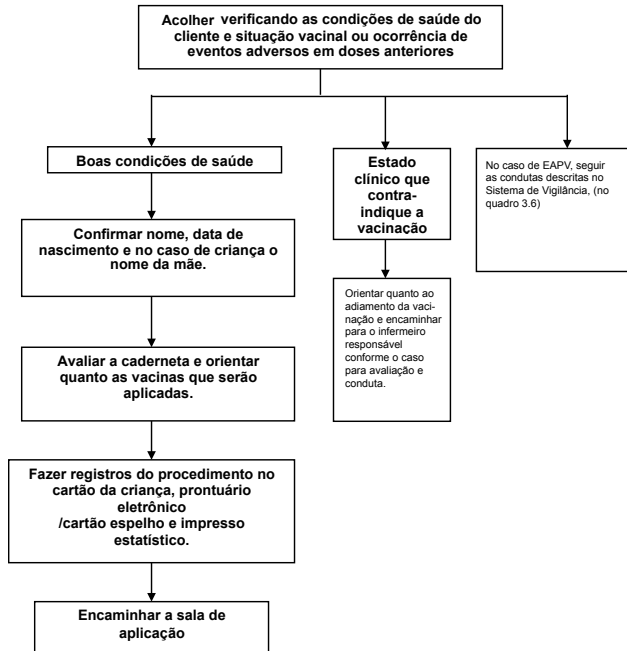 Acolher verificando as condições de saúde do
cliente e situação vacinal ou ocorrência de
eventos adversos em doses anteriores
Boas condições de saúde
Estado
clínico que
contra-
indique a
vacinação
No caso de EAPV, seguir
as condutas descritas no
Sistema de Vigilância, (no
quadro 3.6)
Confirmar nome, data de
nascimento e no caso de criança o
nome da mãe.
Orientar quanto ao
adiamento da vaci-
nação e encaminhar
para o infermeiro
responsável
conforme o caso
para avaliação e
conduta.
Avaliar a caderneta e orientar
quanto as vacinas que serão
aplicadas.
Fazer registros do procedimento no
cartão da criança, prontuário
eletrônico
/cartão espelho e impresso
estatístico.
Encaminhar a sala de
aplicação